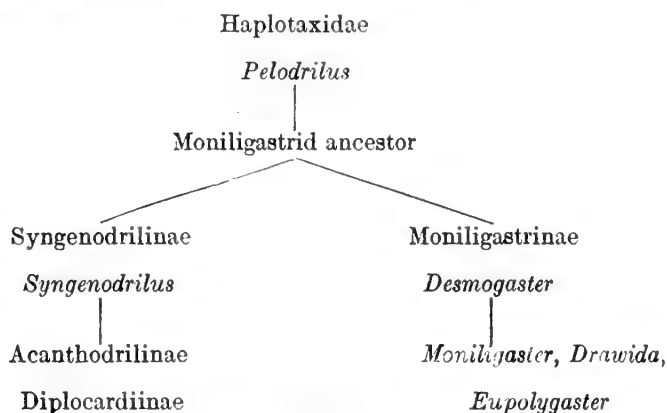 Haplotaxidae
Pelodrilus
Moniligastrid ancestor
Syngenodrilinae Moniligastrinae
Syngenodrilus Desmogaster
Acanthodrilinae Moniligaster, Drawida,
Diplocardiinae Eupolygaster